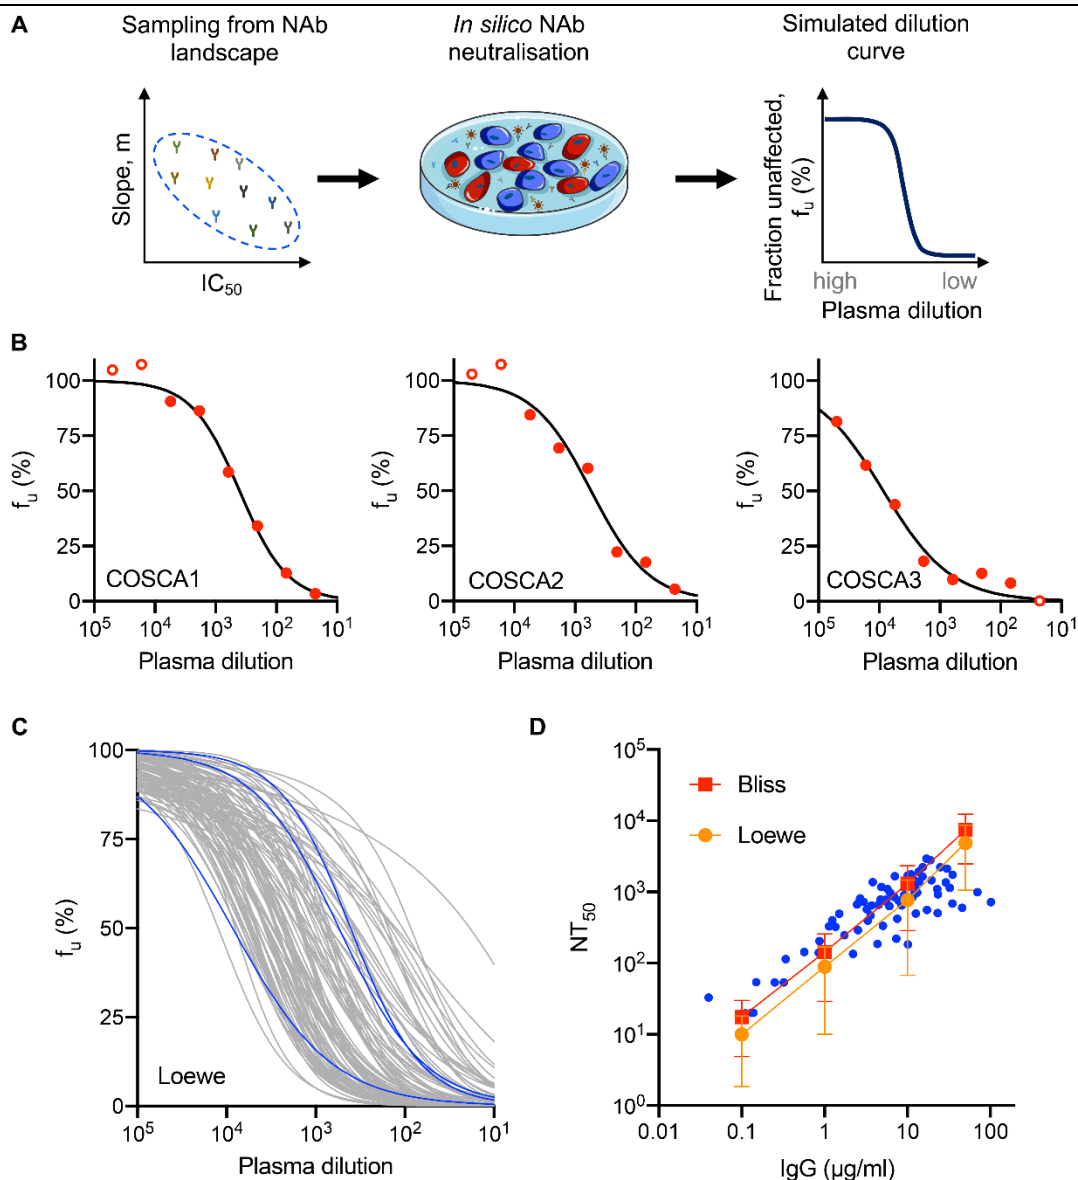 A
Sampling from NAb
landscape
In silico NAb
neutralisation
Simulated dilution
curve
Slope, m
IC50
Fraction unaffected,
fu (%)
high
low
Plasma dilution
B
100
75
50
25
0
fu (%)
COSCA1
10^5 10^4 10^3 10^2 10^1
Plasma dilution
100
75
50
25
0
fu (%)
COSCA2
10^5 10^4 10^3 10^2 10^1
Plasma dilution
100
75
50
25
0
fu (%)
COSCA3
10^5 10^4 10^3 10^2 10^1
Plasma dilution
C
100
75
50
25
0
fu (%)
Loewe
10^5 10^4 10^3 10^2 10^1
Plasma dilution
D
10^5
10^4
10^3
10^2
10^1
10^0
NT50
Bliss
Loewe
0.01 0.1 1 10 100
IgG (µg/ml)